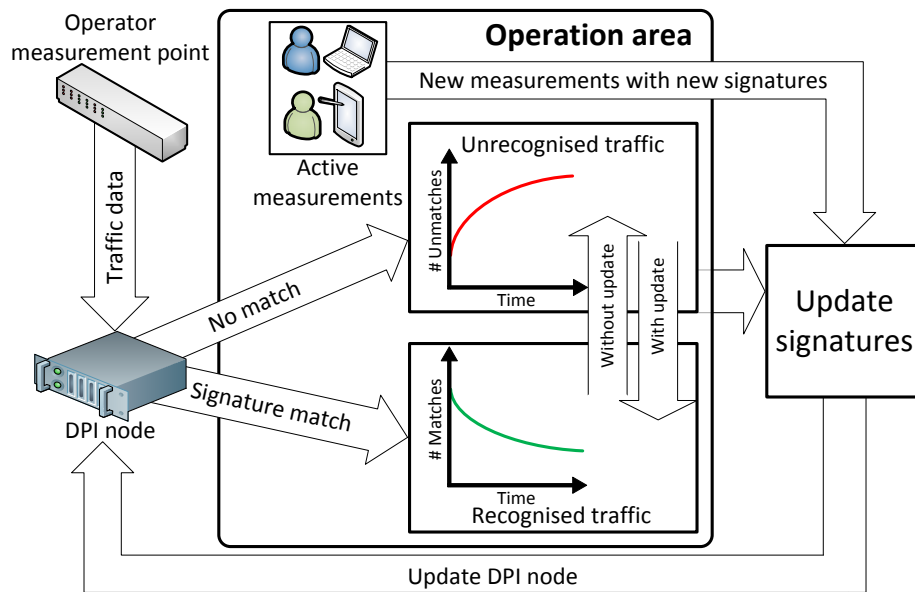 Operator
measurement point
Operation area
New measurements with new signatures
Active
measurements
Unrecognised traffic
# Unmatches
Time
Traffic data
No match
Without update
With update
Update
signatures
Signature match
DPI node
# Matches
Time
Recognised traffic
Update DPI node